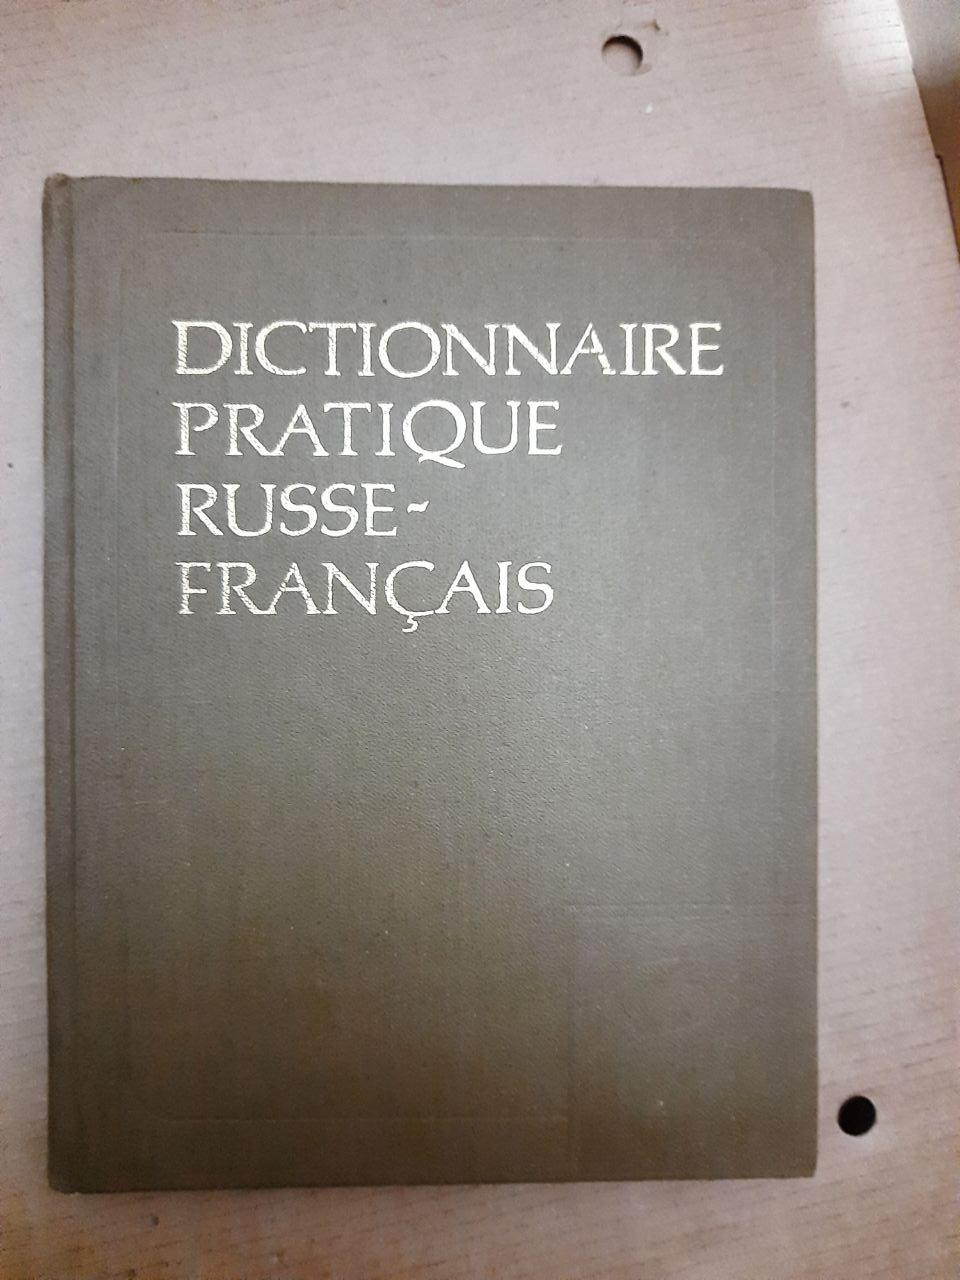 DICTIONNAIRE
PRATIQUE
RUSSE-
FRANÇAIS